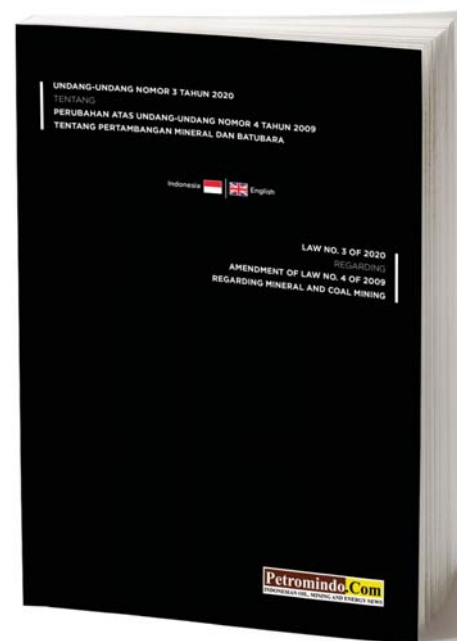 UNDANG-UNDANG NOMOR 3 TAHUN 2020
TENTANG
PERUBAHAN ATAS UNDANG-UNDANG NOMOR 4 TAHUN 2009
TENTANG PERTAMBANGAN MINERAL DAN BATUBARA
Indonesia English
LAW NO. 3 OF 2020
REGARDING
AMENDMENT OF LAW NO. 4 OF 2009
REGARDING MINERAL AND COAL MINING
Petromindo.Com
INDONESIAN OIL, MINING AND ENERGY NEWS